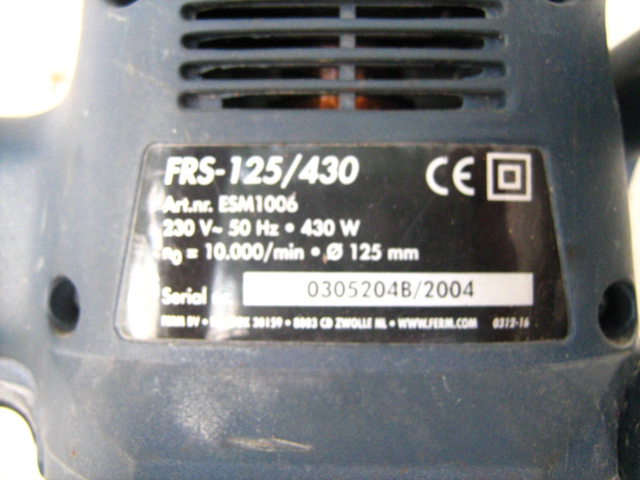 FRS-125/430
CE
Art.nr. ESM1006
230 V~ 50 Hz • 430 W
n0 = 10.000/min • Ø 125 mm
Serial 0305204B/2004
FERM BV • 30159 • 8003 CD ZWOLLE NL • WWW.FERM.COM 0312-16